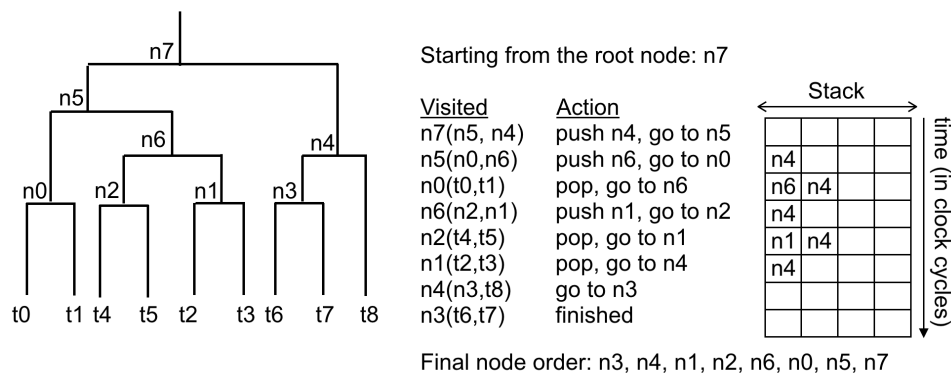 n7
n5
n6
n4
n0
n2
n1
n3
t0 t1 t4 t5 t2 t3 t6 t7 t8
Starting from the root node: n7
Visited Action
n7(n5, n4) push n4, go to n5
n5(n0,n6) push n6, go to n0
n0(t0,t1) pop, go to n6
n6(n2,n1) push n1, go to n2
n2(t4,t5) pop, go to n1
n1(t2,t3) pop, go to n4
n4(n3,t8) go to n3
n3(t6,t7) finished
Stack
n4
n6 n4
n4
n1 n4
n4
time (in clock cycles)
Final node order: n3, n4, n1, n2, n6, n0, n5, n7